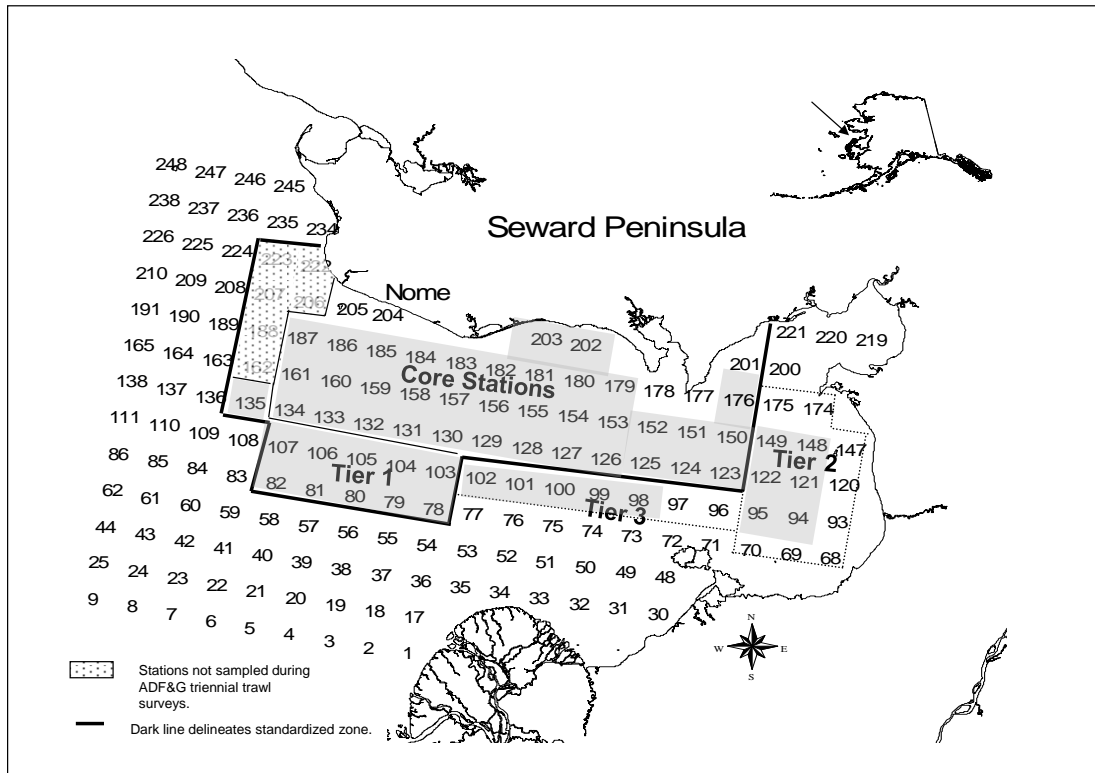 Seward Peninsula
248 247 246 245
238 237 236 235 234
226 225 224 223 222
210 209 208 207 206 205 204
Nome
191 190 189 188 187 186 185 184 183 182 181 180 179 178 177
203 202
201 200
221 220 219
Core Stations
165 164 163 162 161 160 159 158 157 156 155 154 153 152 151 150 149 148 147
176 175 174
138 137 136 135 134 133 132 131 130 129 128 127 126 125 124 123 122 121 120
Tier 2
111 110 109 108 107 106 105 104 103 102 101 100 99 98 97 96 95 94 93
Tier 1
Tier 3
86 85 84 83 82 81 80 79 78 77 76 75 74 73 72 71 70 69 68
62 61 60 59 58 57 56 55 54 53 52 51 50 49 48
44 43 42 41 40 39 38 37 36 35 34 33 32 31 30
25 24 23 22 21 20 19 18 17
9 8 7 6 5 4 3 2 1
N
W E
S
Stations not sampled during
ADF&G triennial trawl
surveys.
Dark line delineates standardized zone.